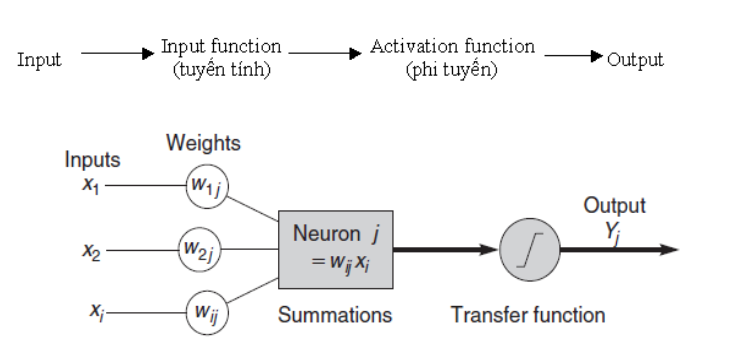 Input
Input function
(tuyến tính)
Activation function
(phi tuyến)
Output
Weights
Inputs
x1
w1j
x2
w2j
xi
wij
Neuron j
= wij xi
Summations
Transfer function
Output
Yj